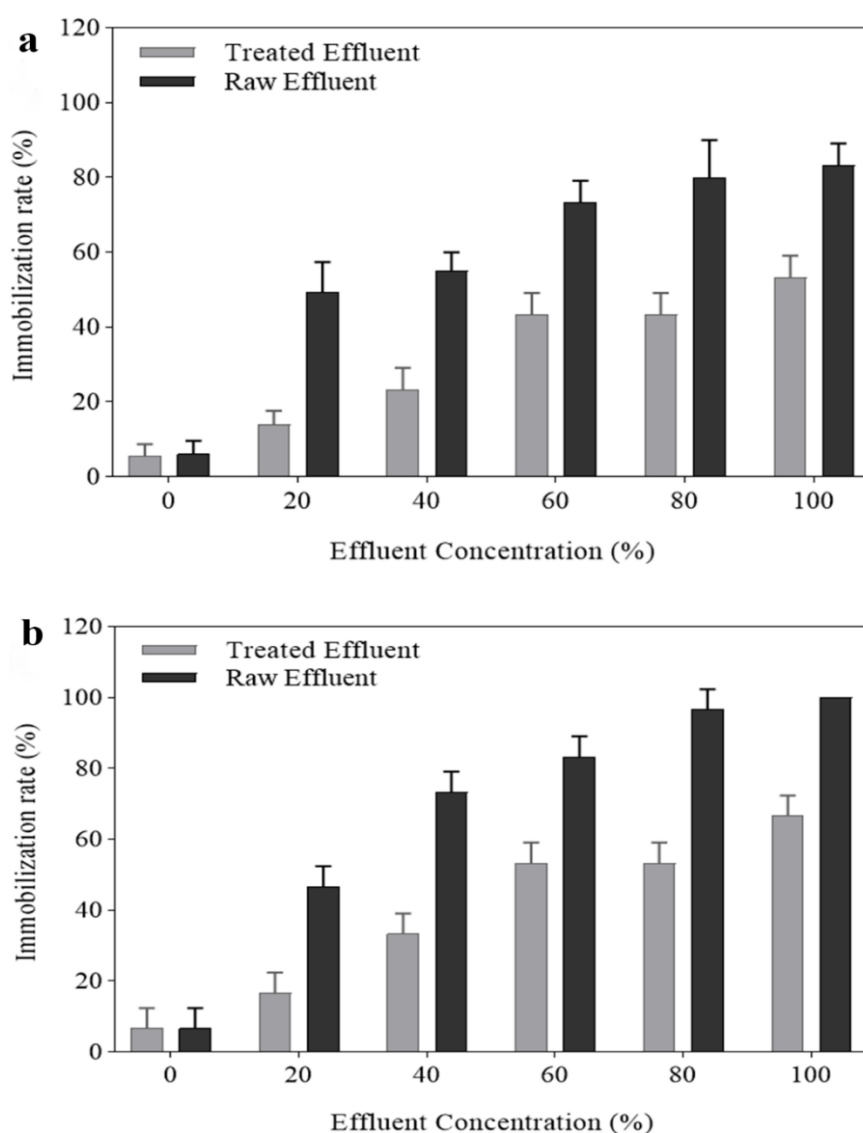 a
120
Treated Effluent
Raw Effluent
100
80
60
40
20
0
Immobilization rate (%)
0 20 40 60 80 100
Effluent Concentration (%)
b
120
Treated Effluent
Raw Effluent
100
80
60
40
20
0
Immobilization rate (%)
0 20 40 60 80 100
Effluent Concentration (%)